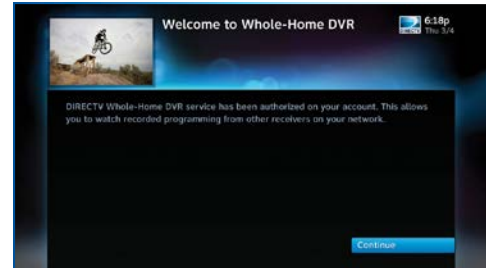 Welcome to Whole-Home DVR
6:18p
DIRECTV Thu 3/4
DIRECTV Whole-Home DVR service has been authorized on your account. This allows
you to watch recorded programming from other receivers on your network.
Continue